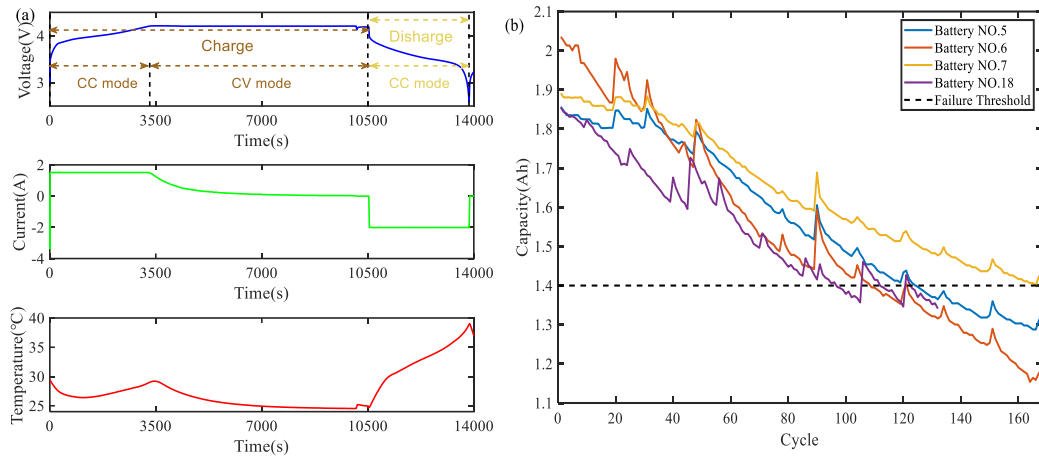 (a)
Voltage(V)
4
3
Charge
Disharge
CC mode
CV mode
CC mode
0
3500
7000
10500
14000
Time(s)
Current(A)
2
0
-2
-4
0
3500
7000
10500
14000
Time(s)
Temperature(℃)
40
35
30
25
0
3500
7000
10500
14000
Time(s)
(b)
Capacity(Ah)
2.1
2
1.9
1.8
1.7
1.6
1.5
1.4
1.3
1.2
1.1
0
20
40
60
80
100
120
140
160
Cycle
Battery NO.5
Battery NO.6
Battery NO.7
Battery NO.18
Failure Threshold